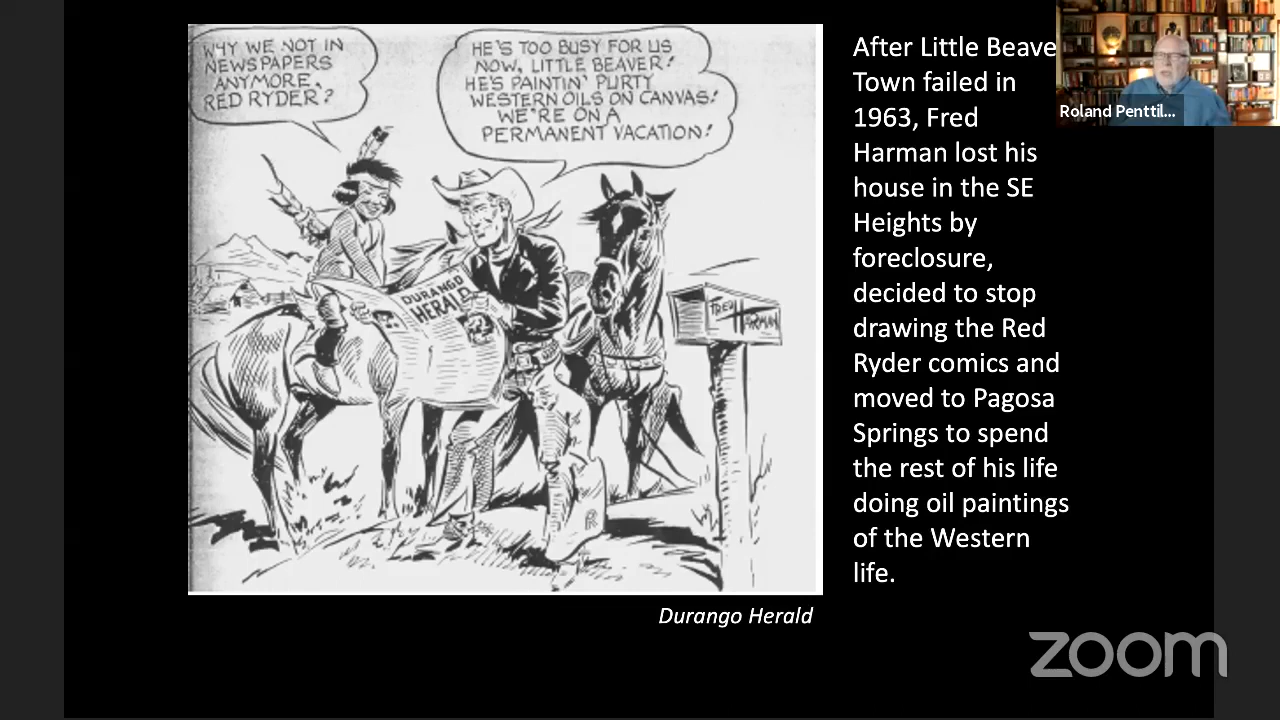 WHY WE NOT IN
NEWSPAPERS
ANYMORE,
RED RYDER?
HE'S TOO BUSY FOR US
NOW, LITTLE BEAVER!
HE'S PAINTIN' PURTY
WESTERN OILS ON CANVAS!
WE'RE ON A
PERMANENT VACATION!
DURANGO
HERALD
FRED
HARMAN
R
Durango Herald
After Little Beave
Town failed in
1963, Fred
Harman lost his
house in the SE
Heights by
foreclosure,
decided to stop
drawing the Red
Ryder comics and
moved to Pagosa
Springs to spend
the rest of his life
doing oil paintings
of the Western
life.
Roland Penttil...
zoom